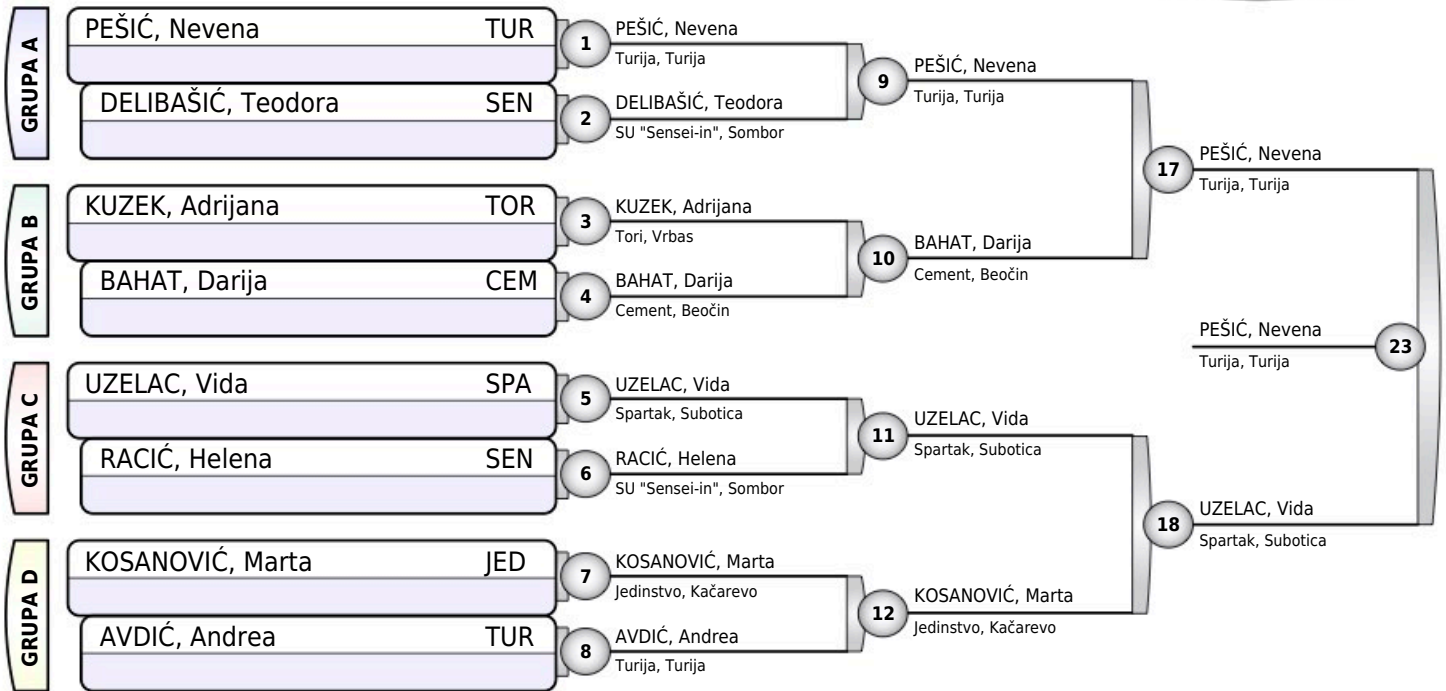 GRUPA A
PEŠIĆ, Nevena TUR
DELIBAŠIĆ, Teodora SEN
GRUPA B
KUZEK, Adrijana TOR
BAHAT, Darija CEM
GRUPA C
UZELAC, Vida SPA
RACIĆ, Helena SEN
GRUPA D
KOSANOVIĆ, Marta JED
AVDIĆ, Andrea TUR
1
PEŠIĆ, Nevena
Turija, Turija
2
DELIBAŠIĆ, Teodora
SU "Sensei-in", Sombor
3
KUZEK, Adrijana
Tori, Vrbas
4
BAHAT, Darija
Cement, Beočin
5
UZELAC, Vida
Spartak, Subotica
6
RACIĆ, Helena
SU "Sensei-in", Sombor
7
KOSANOVIĆ, Marta
Jedinstvo, Kačarevo
8
AVDIĆ, Andrea
Turija, Turija
9
PEŠIĆ, Nevena
Turija, Turija
10
BAHAT, Darija
Cement, Beočin
11
UZELAC, Vida
Spartak, Subotica
12
KOSANOVIĆ, Marta
Jedinstvo, Kačarevo
17
PEŠIĆ, Nevena
Turija, Turija
18
UZELAC, Vida
Spartak, Subotica
PEŠIĆ, Nevena
Turija, Turija
23